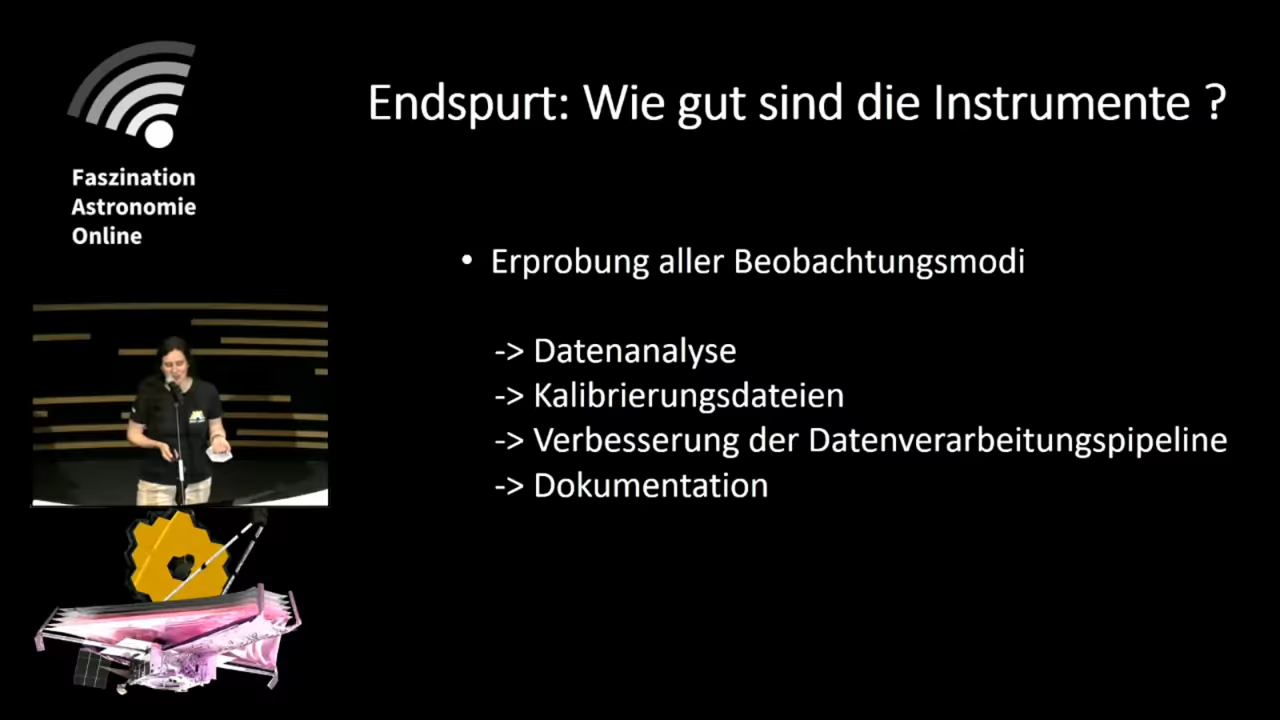 Endspurt: Wie gut sind die Instrumente ?
Faszination
Astronomie
Online
• Erprobung aller Beobachtungsmodi
-> Datenanalyse
-> Kalibrierungsdateien
-> Verbesserung der Datenverarbeitungspipeline
-> Dokumentation